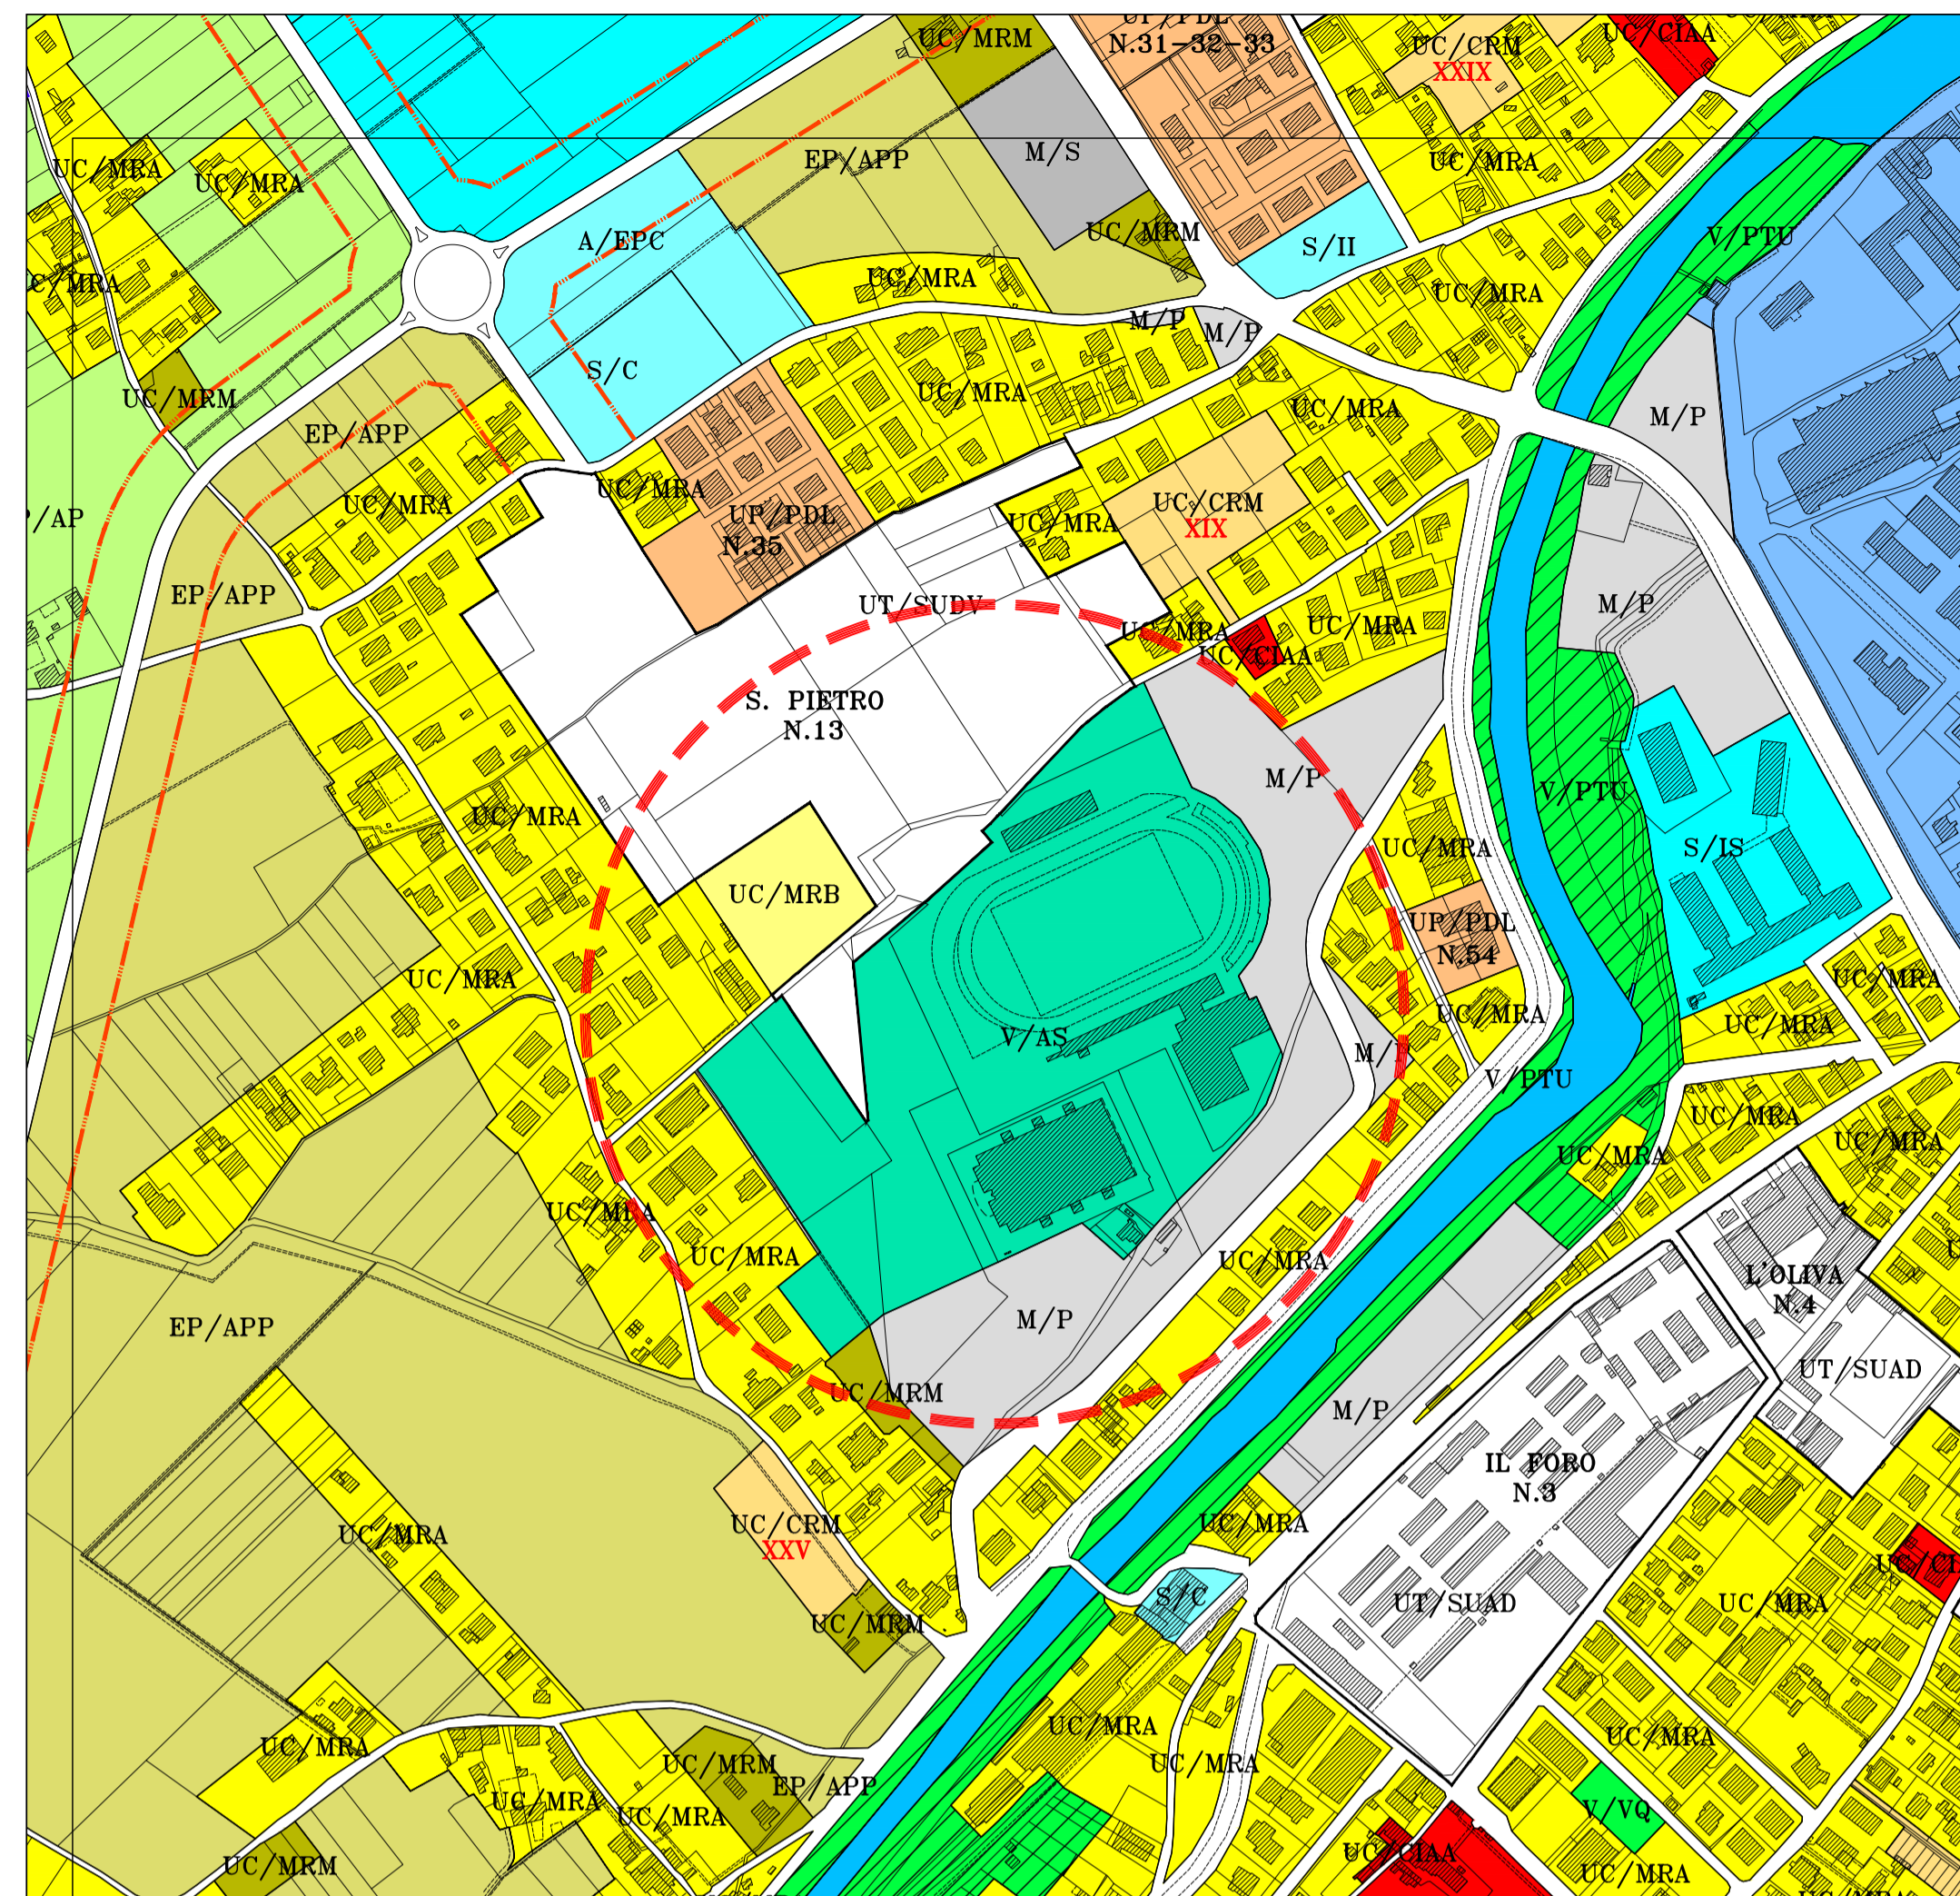 UP/PDL
N.31-32-33
UC/MRM
UC/CRM
XXIX
UC/CIAA
UC/MRA
UC/MRA
EP/APP
M/S
UC/MRA
A/EPC
UC/MRM
S/II
V/PTU
C/MRA
UC/MRA
UC/MRA
M/P
M/P
S/C
UC/MRM
UC/MRA
UC/MRA
M/P
EP/APP
UC/MRA
UC/MRA
UP/PDL
N.35
UC/MRA
UC/CRM
XIX
/AP
EP/APP
UT/SUDV
M/P
UC/MRA
UC/MRA
UC/CIAA
S. PIETRO
N.13
M/P
V/PTU
UC/MRA
UC/MRA
S/IS
UC/MRB
UP/PDL
N.54
UC/MRA
UC/MRA
UC/MRA
UC/MRA
V/AS
M/P
V/PTU
UC/MRA
UC/MRA
UC/MRA
UC/MRA
UC/MRA
UC/MRA
L'OLIVA
N.4
EP/APP
M/P
UT/SUAD
UC/MRM
M/P
IL FORO
N.3
UC/MRA
UC/CRM
XXV
UC/MRA
S/C
UT/SUAD
UC/MRA
UC/MRM
UC/MRA
UC/MRA
UC/MRA
UC/MRA
UC/MRM
EP/APP
UC/MRA
UC/MRA
V/VQ
UC/MRM
UC/CIAA
UC/MRA